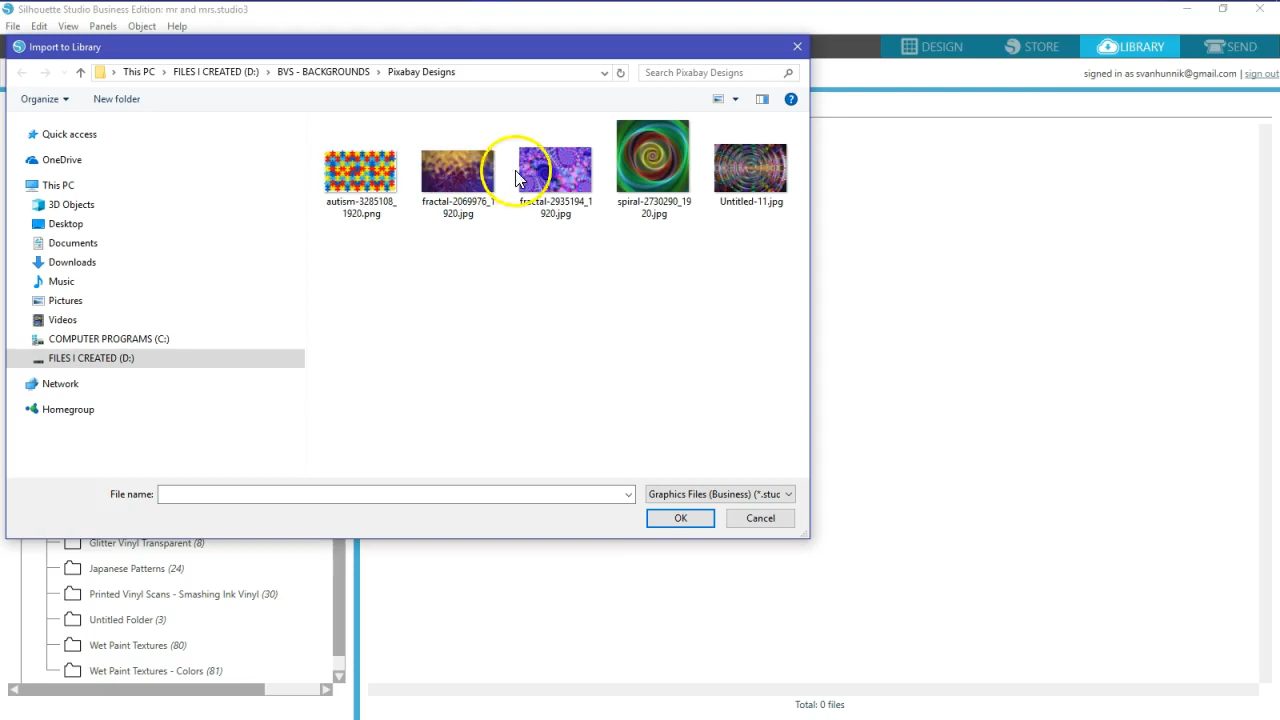 Silhouette Studio Business Edition: mr and mrs.studio3
File Edit View Panels Object Help
Import to Library
DESIGN STORE LIBRARY SEND
This PC > FILES I CREATED (D:) > BVS - BACKGROUNDS > Pixabay Designs
Search Pixabay Designs
signed in as svanhunnik@gmail.com | sign out
Organize New folder
Quick access
OneDrive
This PC
3D Objects
Desktop
Documents
Downloads
Music
Pictures
Videos
COMPUTER PROGRAMS (C:)
FILES I CREATED (D:)
Network
Homegroup
autism-3285108_
1920.png
fractal-2069976_1
920.jpg
fractal-2935194_1
920.jpg
spiral-2730290_19
20.jpg
Untitled-11.jpg
File name:
Graphics Files (Business) (*.stuc
OK Cancel
Glitter Vinyl Transparent (8)
Japanese Patterns (24)
Printed Vinyl Scans - Smashing Ink Vinyl (30)
Untitled Folder (3)
Wet Paint Textures (80)
Wet Paint Textures - Colors (81)
Total: 0 files